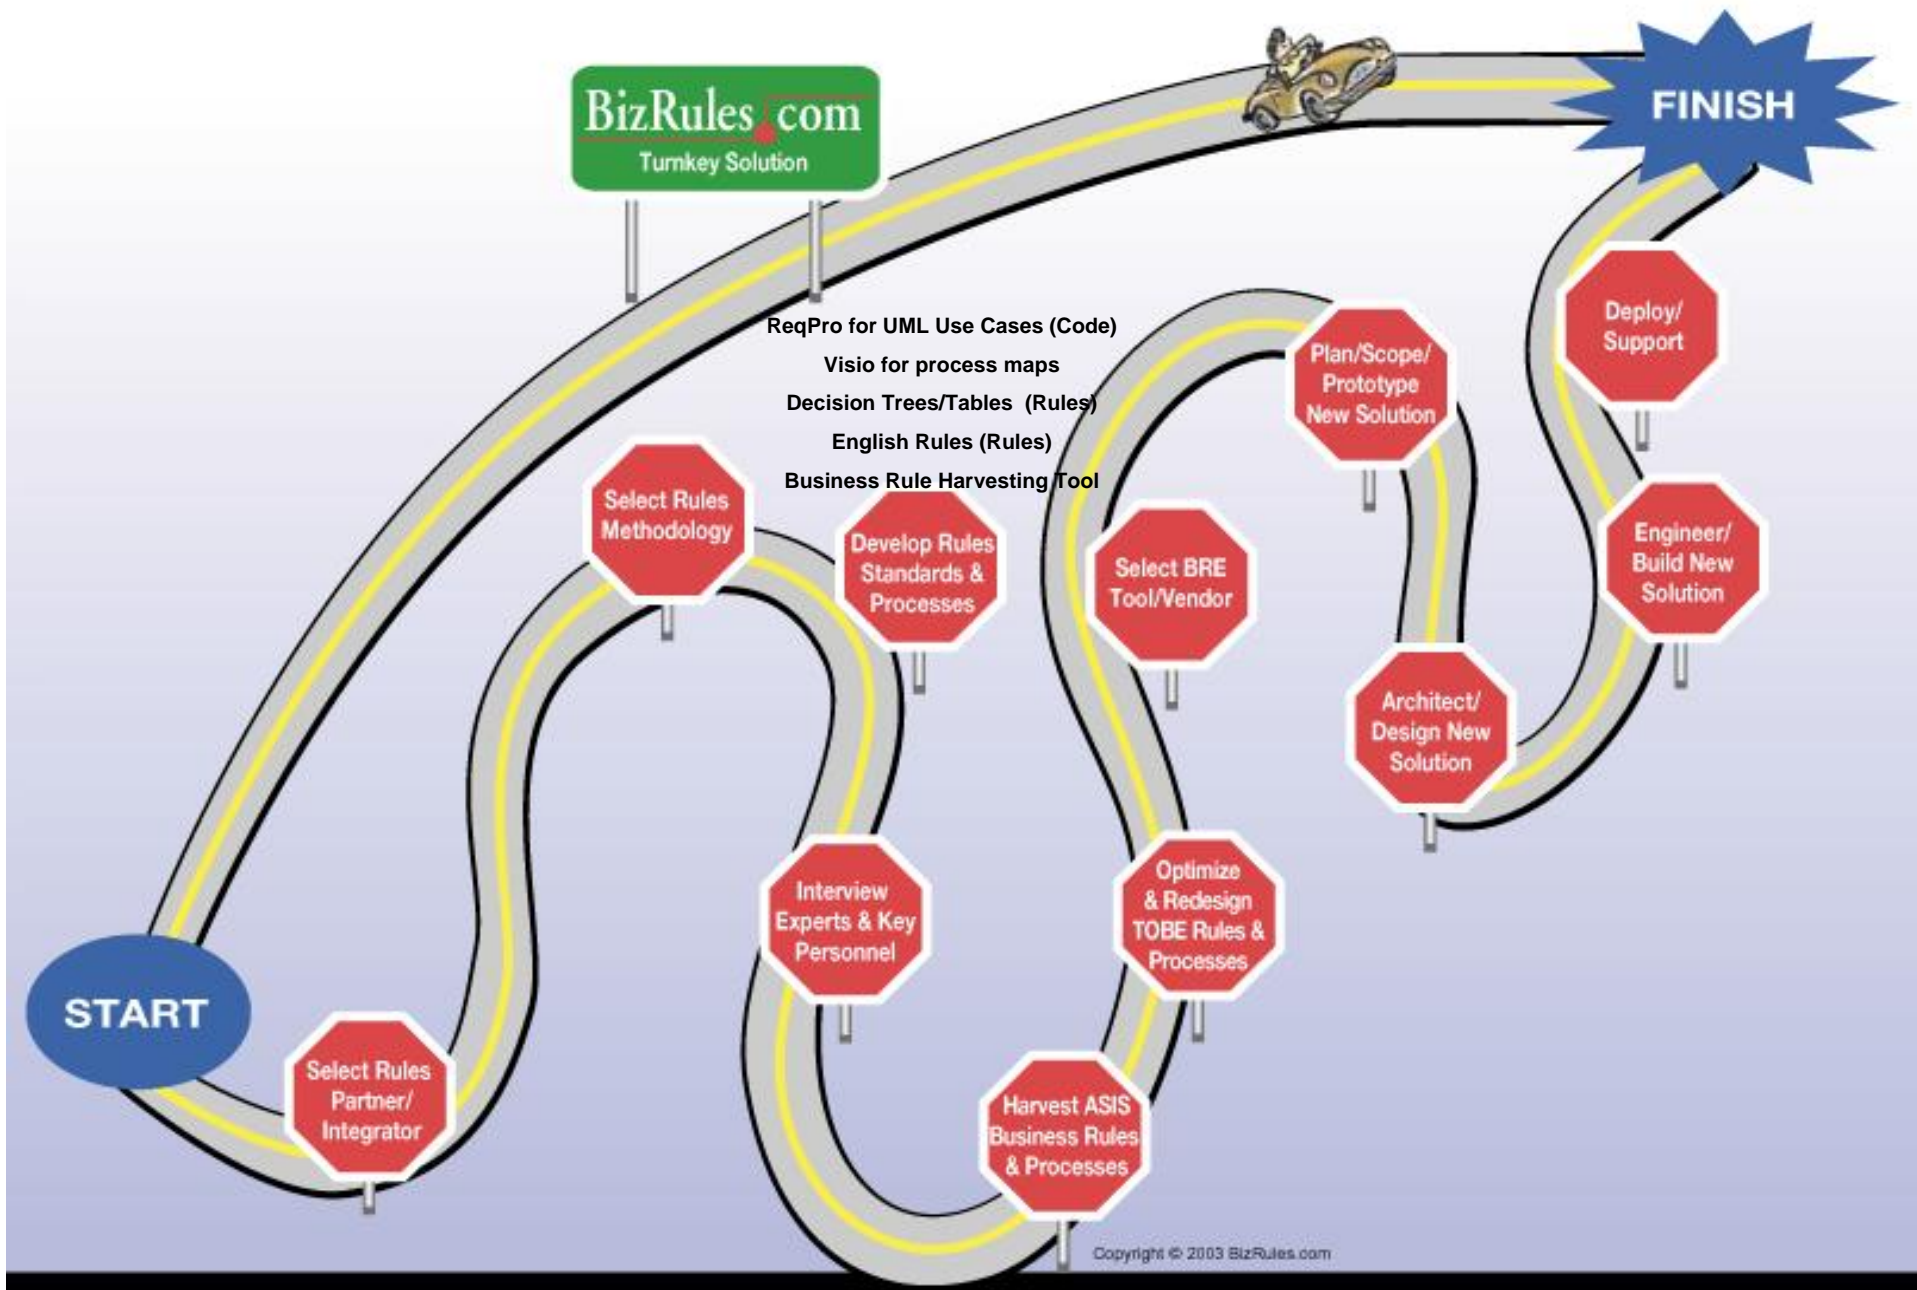 BizRules.com
Turnkey Solution
FINISH
ReqPro for UML Use Cases (Code)
Visio for process maps
Decision Trees/Tables (Rules)
English Rules (Rules)
Business Rule Harvesting Tool
START
Select Rules
Partner/
Integrator
Select Rules
Methodology
Develop Rules
Standards &
Processes
Interview
Experts & Key
Personnel
Harvest ASIS
Business Rules
& Processes
Optimize
& Redesign
TOBE Rules &
Processes
Select BRE
Tool/Vendor
Plan/Scope/
Prototype
New Solution
Architect/
Design New
Solution
Engineer/
Build New
Solution
Deploy/
Support
Copyright © 2003 BizRules.com